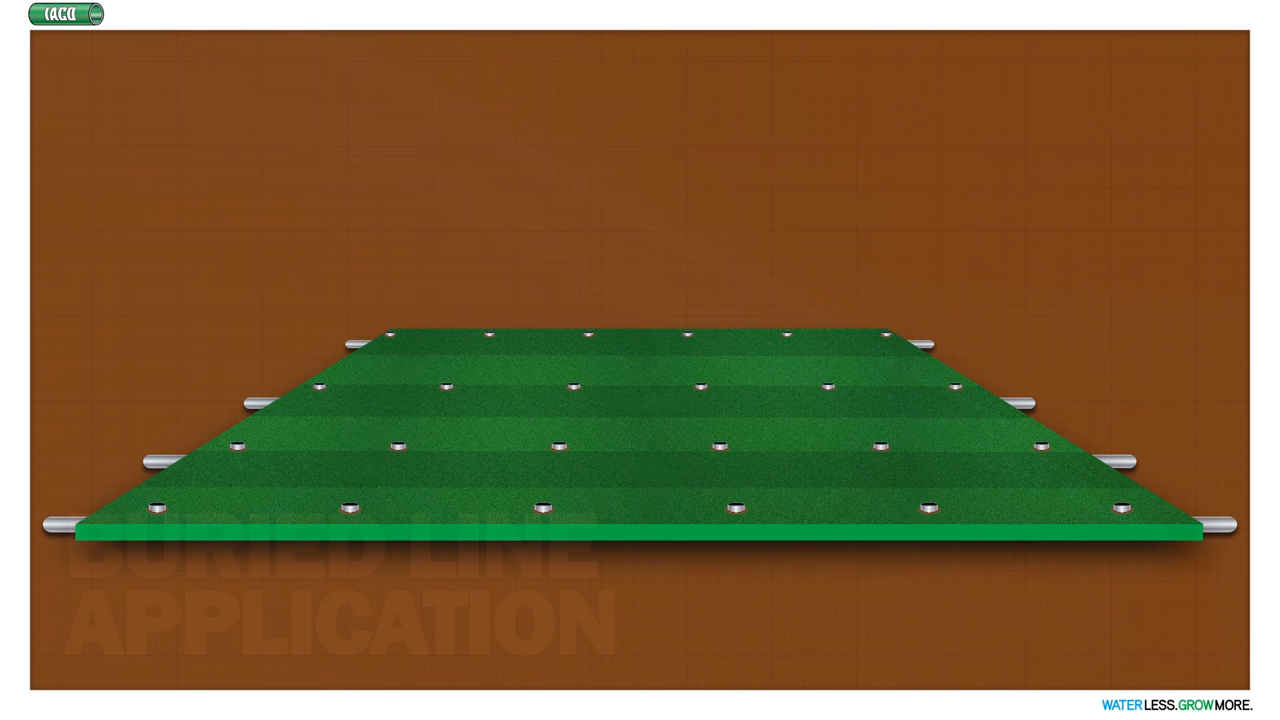 IACO
BURIED LINE
APPLICATION
WATER LESS. GROW MORE.